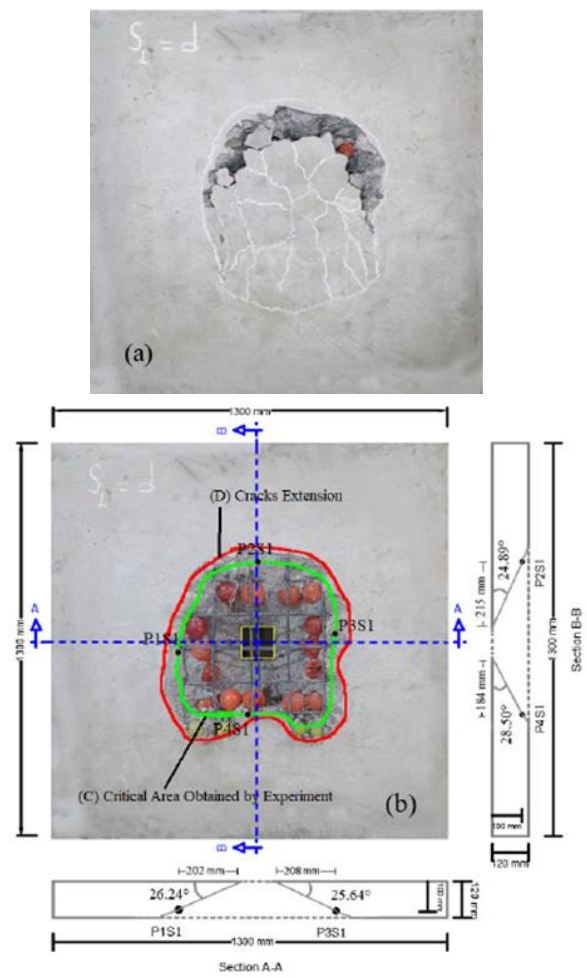 S₁ = d
(a)
1300 mm
B
S₁ = d
(D) Cracks Extension
P2S1
A
A
P1S1
P3S1
P4S1
1300 mm
(C) Critical Area Obtained by Experiment
(b)
B
24.89°
215 mm
P2S1
184 mm
28.50°
P4S1
100 mm
120 mm
1300 mm
Section B-B
202 mm
208 mm
26.24°
25.64°
100 mm
120 mm
P1S1
P3S1
1300 mm
Section A-A